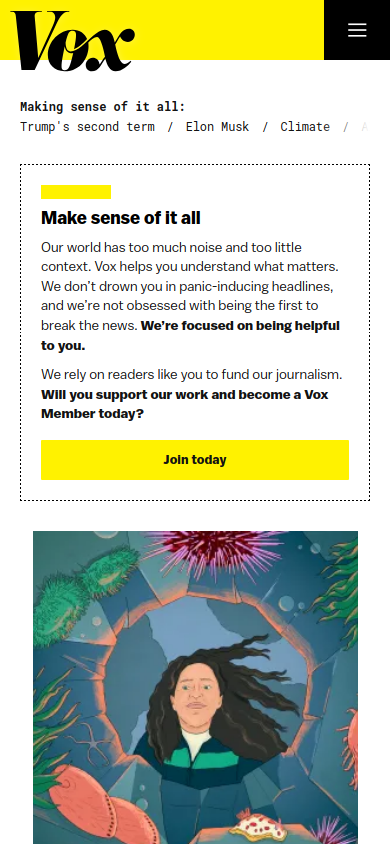 Vox
Making sense of it all:
Trump's second term / Elon Musk / Climate /
Make sense of it all
Our world has too much noise and too little
context. Vox helps you understand what matters.
We don’t drown you in panic-inducing headlines,
and we’re not obsessed with being the first to
break the news. We’re focused on being helpful
to you.
We rely on readers like you to fund our journalism.
Will you support our work and become a Vox
Member today?
Join today